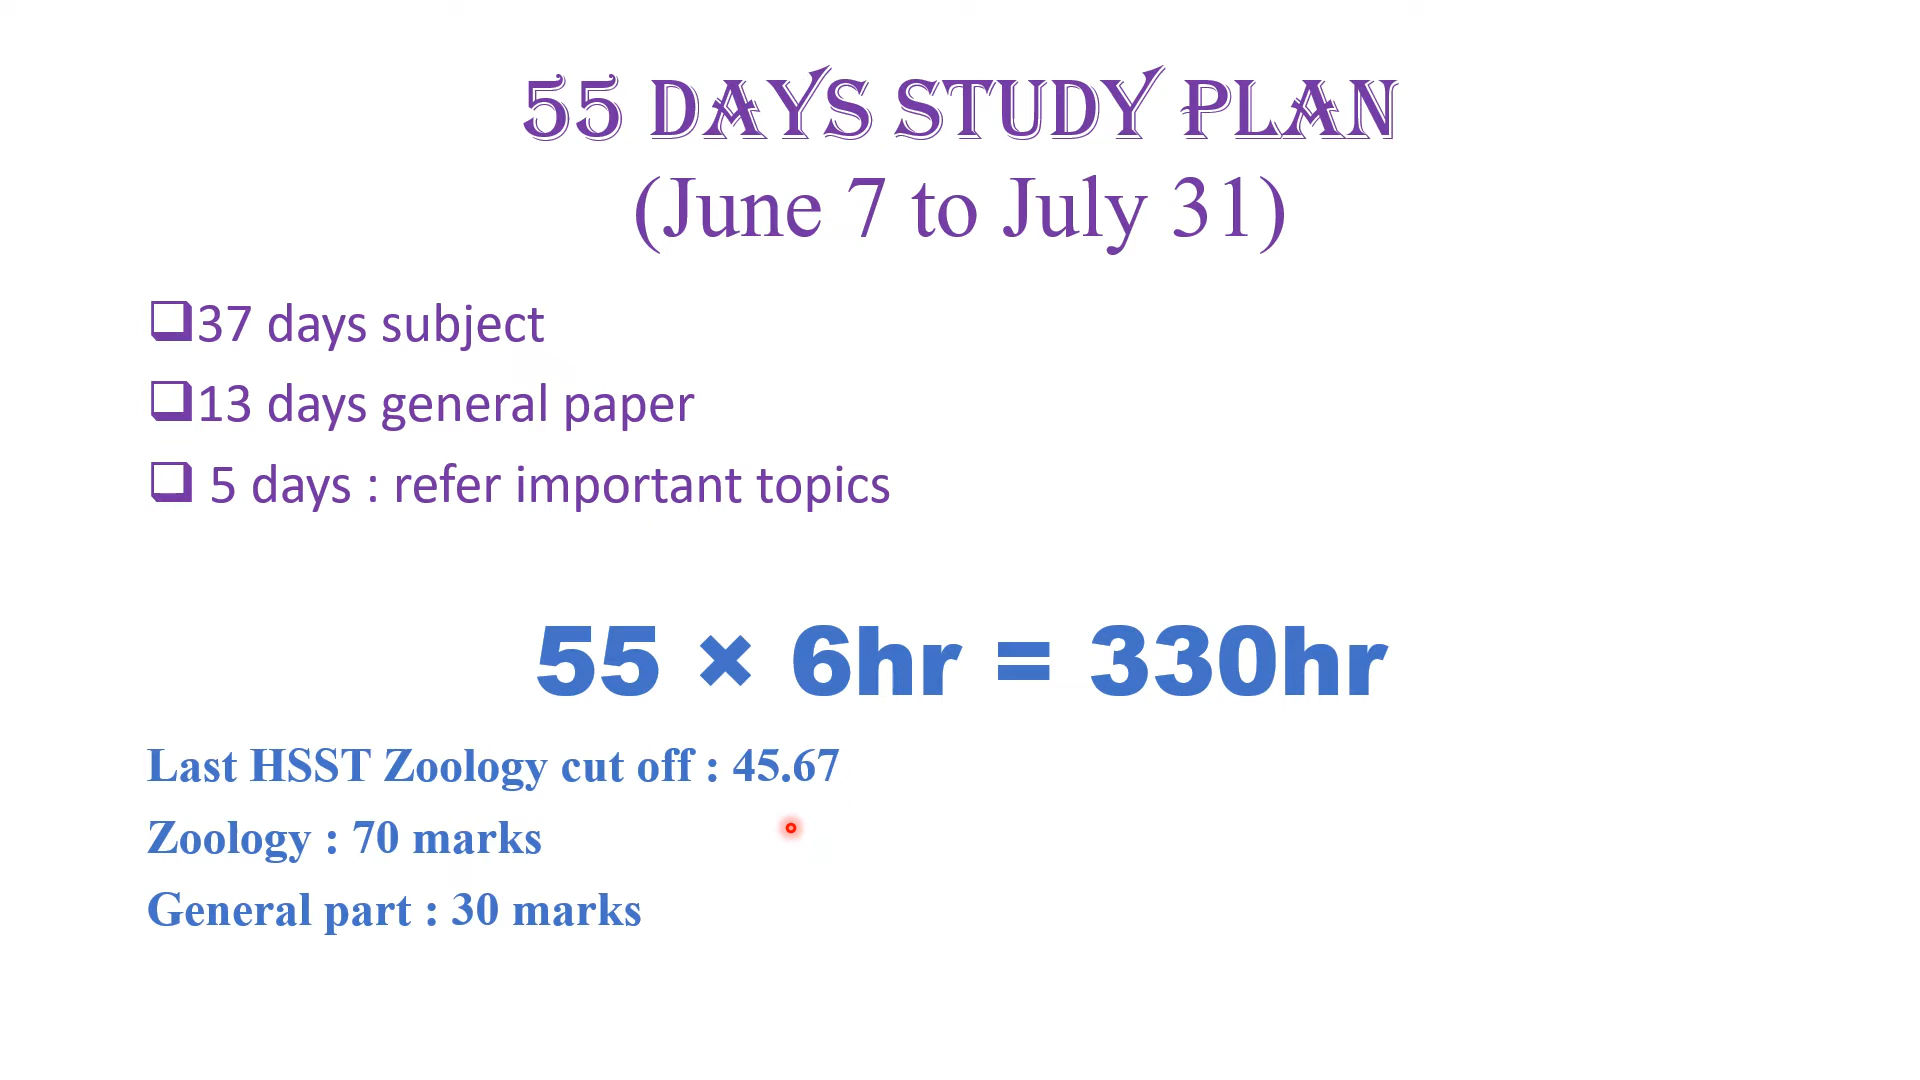 55 DAYS STUDY PLAN
(June 7 to July 31)
37 days subject
13 days general paper
5 days : refer important topics
55 × 6hr = 330hr
Last HSST Zoology cut off : 45.67
Zoology : 70 marks
General part : 30 marks